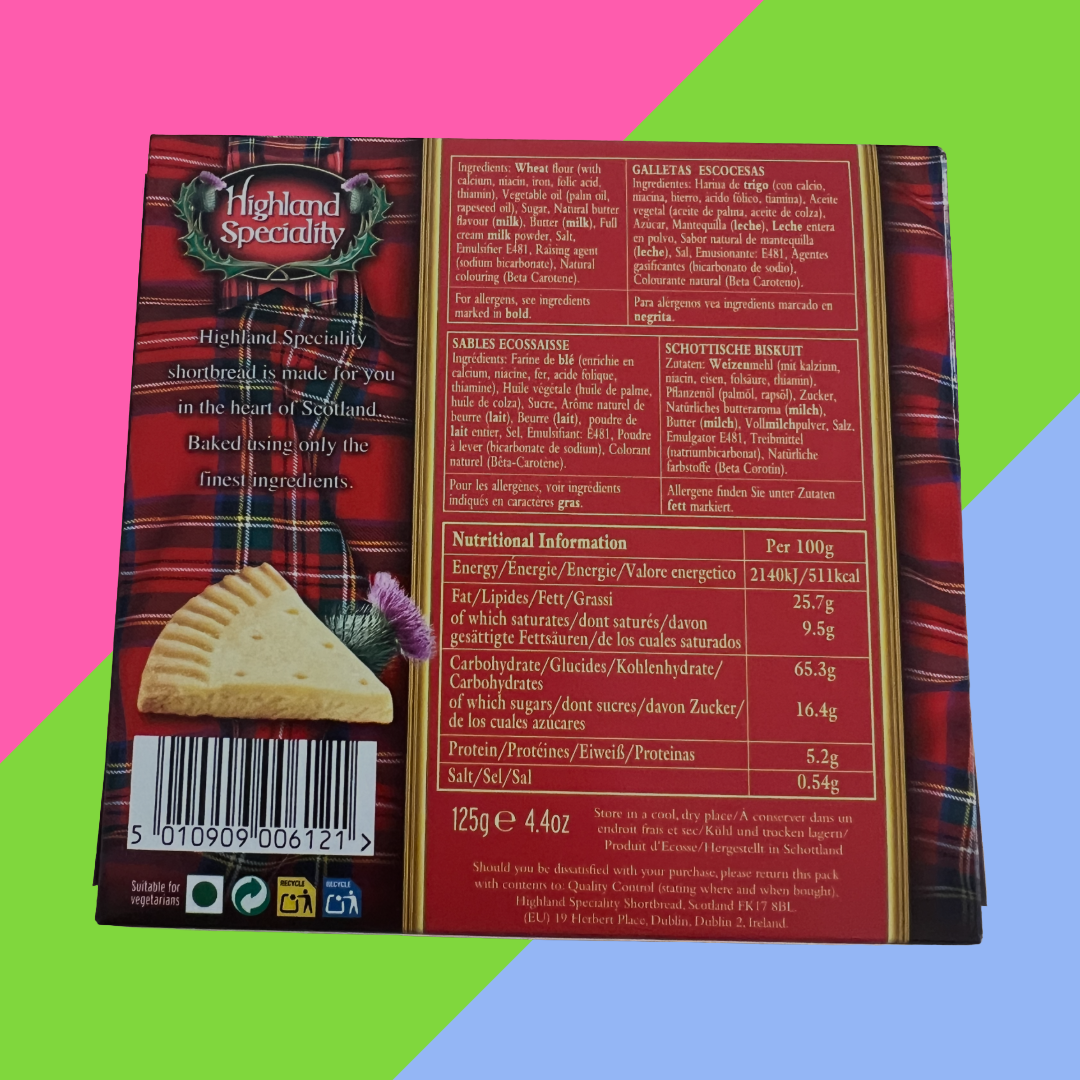 Highland
Speciality
Highland Speciality
shortbread is made for you
in the heart of Scotland.
Baked using only the
finest ingredients.
5 010909 006121 >
Suitable for
vegetarians
RECYCLE
RECYCLE
Ingredients: Wheat flour (with
calcium, niacin, iron, folic acid,
thiamin), Vegetable oil (palm oil,
rapeseed oil), Sugar, Natural butter
flavour (milk), Butter (milk), Full
cream milk powder, Salt,
Emulsifier E481, Raising agent
(sodium bicarbonate), Natural
colouring (Beta Carotene).
For allergens, see ingredients
marked in bold.
GALLETAS ESCOCESAS
Ingredientes: Harina de trigo (con calcio,
niacina, hierro, ácido fólico, tiamina), Aceite
vegetal (aceite de palma, aceite de colza),
Azúcar, Mantequilla (leche), Leche entera
en polvo, Sabor natural de mantequilla
(leche), Sal, Emusionante: E481, Agentes
gasificantes (bicarbonato de sodio),
Colourante natural (Beta Caroteno).
Para alergenos vea ingredients marcado en
negrita.
SABLES ECOSSAISSE
Ingrédients: Farine de blé (enrichie en
calcium, niacine, fer, acide folique,
thiamine), Huile végétale (huile de palme,
huile de colza), Sucre, Arôme naturel de
beurre (lait), Beurre (lait), poudre de
lait entier, Sel, Emulsifiant: E481, Poudre
à lever (bicarbonate de sodium), Colorant
naturel (Bêta-Carotene).
Pour les allergènes, voir ingrédients
indiqués en caractères gras.
SCHOTTISCHE BISKUIT
Zutaten: Weizenmehl (mit kalzium,
niacin, eisen, folsäure, thiamin),
Pflanzenöl (palmöl, rapsöl), Zucker,
Natürliches butteraroma (milch),
Butter (milch), Vollmilchpulver, Salz,
Emulgator E481, Treibmittel
(natriumbicarbonat), Natürliche
farbstoffe (Beta Corotin).
Allergene finden Sie unter Zutaten
fett markiert.
Nutritional Information Per 100g
Energy/Énergie/Energie/Valore energetico 2140kJ/511kcal
Fat/Lipides/Fett/Grassi 25.7g
of which saturates/dont saturés/davon 9.5g
gesättigte Fettsäuren/de los cuales saturados
Carbohydrate/Glucides/Kohlenhydrate/ 65.3g
Carbohydrates
of which sugars/dont sucres/davon Zucker/ 16.4g
de los cuales azúcares
Protein/Protéines/Eiweiß/Proteinas 5.2g
Salt/Sel/Sal 0.54g
125g e 4.4oz
Store in a cool, dry place/À conserver dans un
endroit frais et sec/Kühl und trocken lagern/
Produit d'Ecosse/Hergestellt in Schottland
Should you be dissatisfied with your purchase, please return this pack
with contents to: Quality Control (stating where and when bought),
Highland Speciality Shortbread, Scotland FK17 8BL.
(EU) 19 Herbert Place, Dublin, Dublin 2, Ireland.